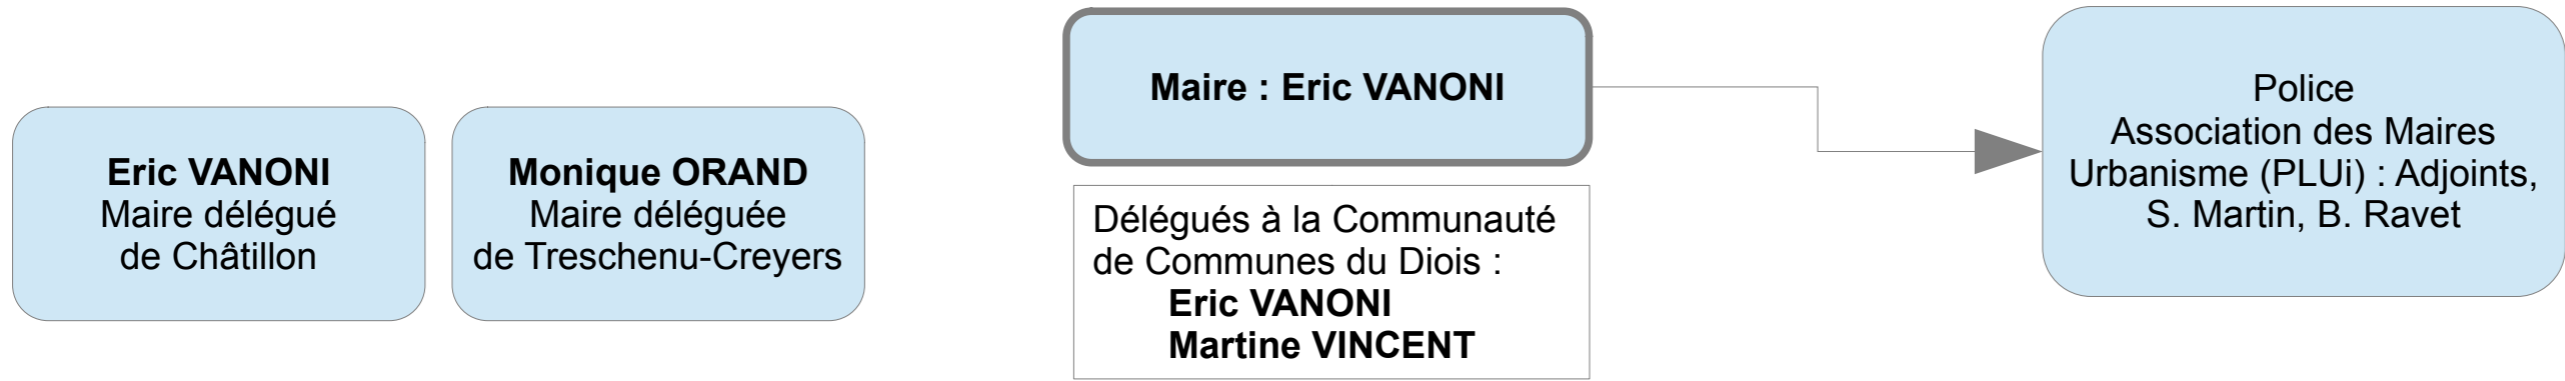 Eric VANONI
Maire délégué
de Châtillon
Monique ORAND
Maire déléguée
de Treschenu-Creyers
Maire : Eric VANONI
Délégués à la Communauté
de Communes du Diois :
Eric VANONI
Martine VINCENT
Police
Association des Maires
Urbanisme (PLUi) : Adjoints,
S. Martin, B. Ravet